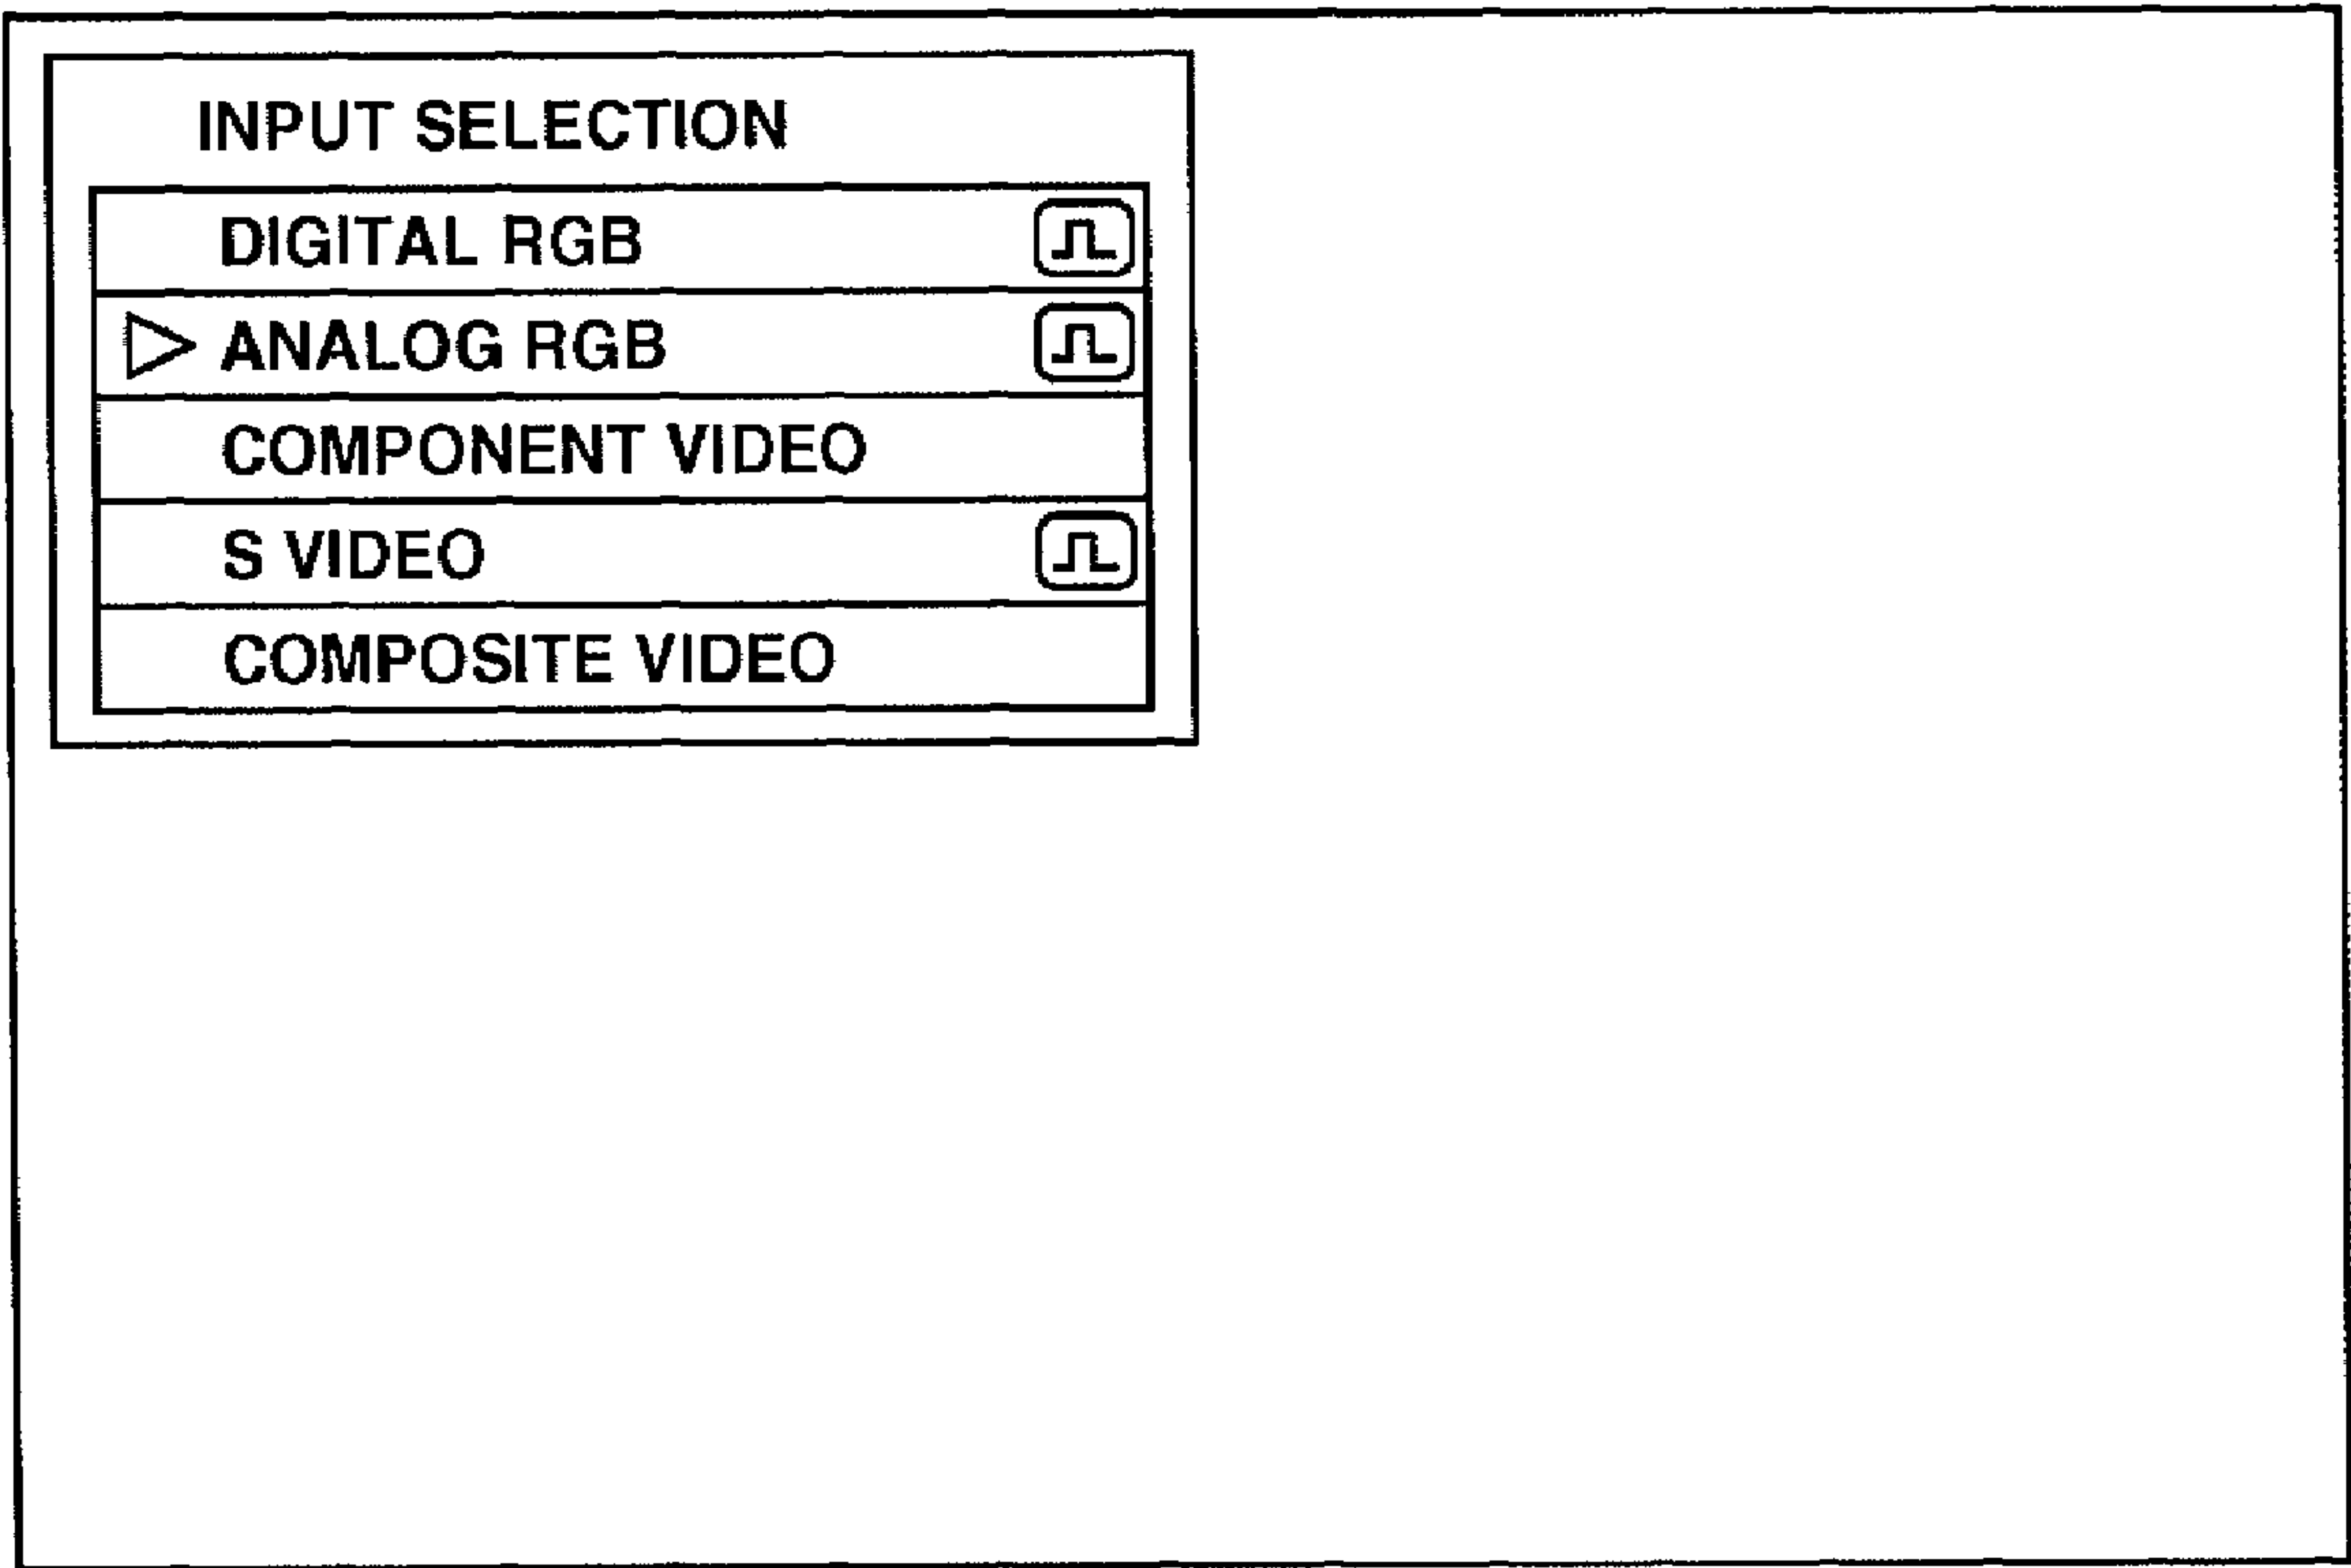 INPUT SELECTION
DIGITAL RGB
ANALOG RGB
COMPONENT VIDEO
S VIDEO
COMPOSITE VIDEO